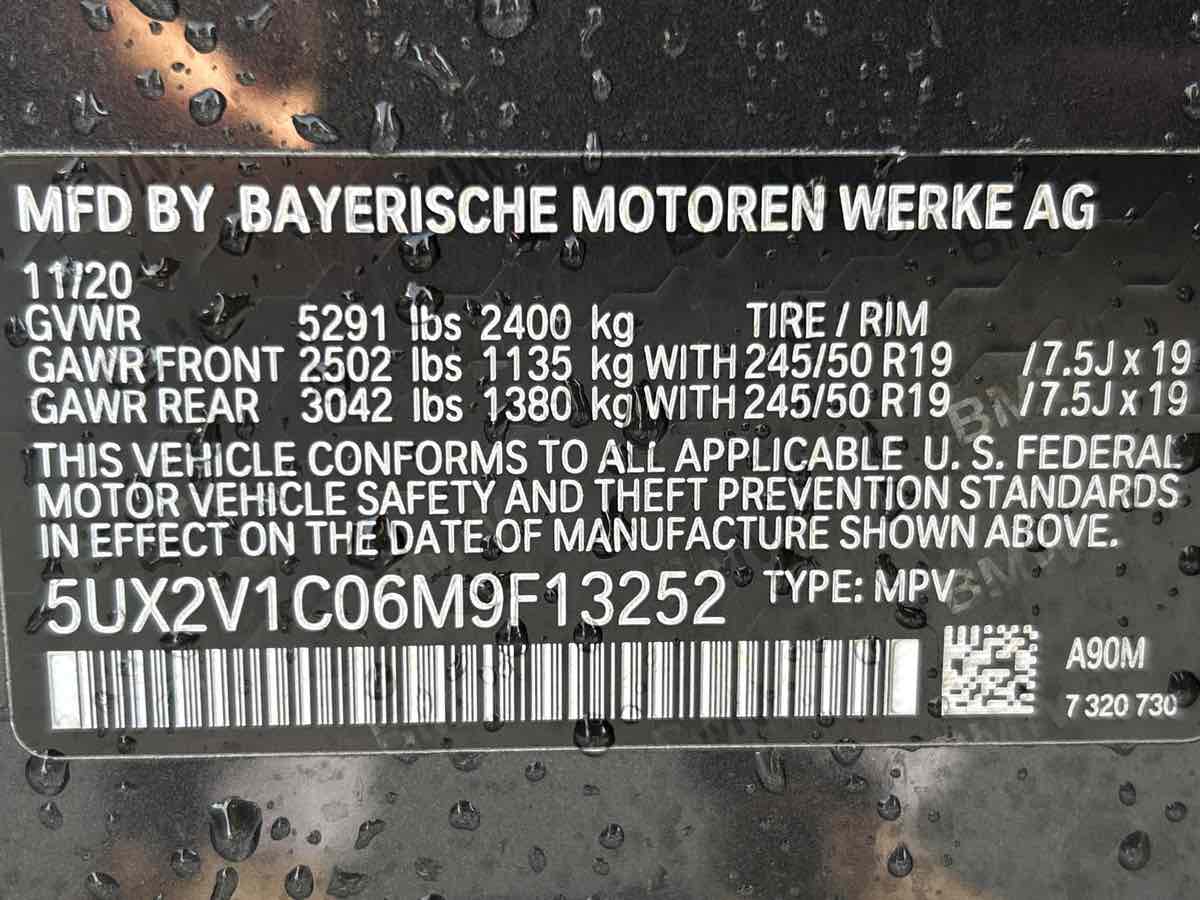 MFD BY BAYERISCHE MOTOREN WERKE AG
11/20
GVWR 5291 lbs 2400 kg TIRE / RIM
GAWR FRONT 2502 lbs 1135 kg WITH 245/50 R19 /7.5J x 19
GAWR REAR 3042 lbs 1380 kg WITH 245/50 R19 /7.5J x 19
THIS VEHICLE CONFORMS TO ALL APPLICABLE U. S. FEDERAL
MOTOR VEHICLE SAFETY AND THEFT PREVENTION STANDARDS
IN EFFECT ON THE DATE OF MANUFACTURE SHOWN ABOVE.
5UX2V1C06M9F13252 TYPE: MPV
A90M
7 320 730